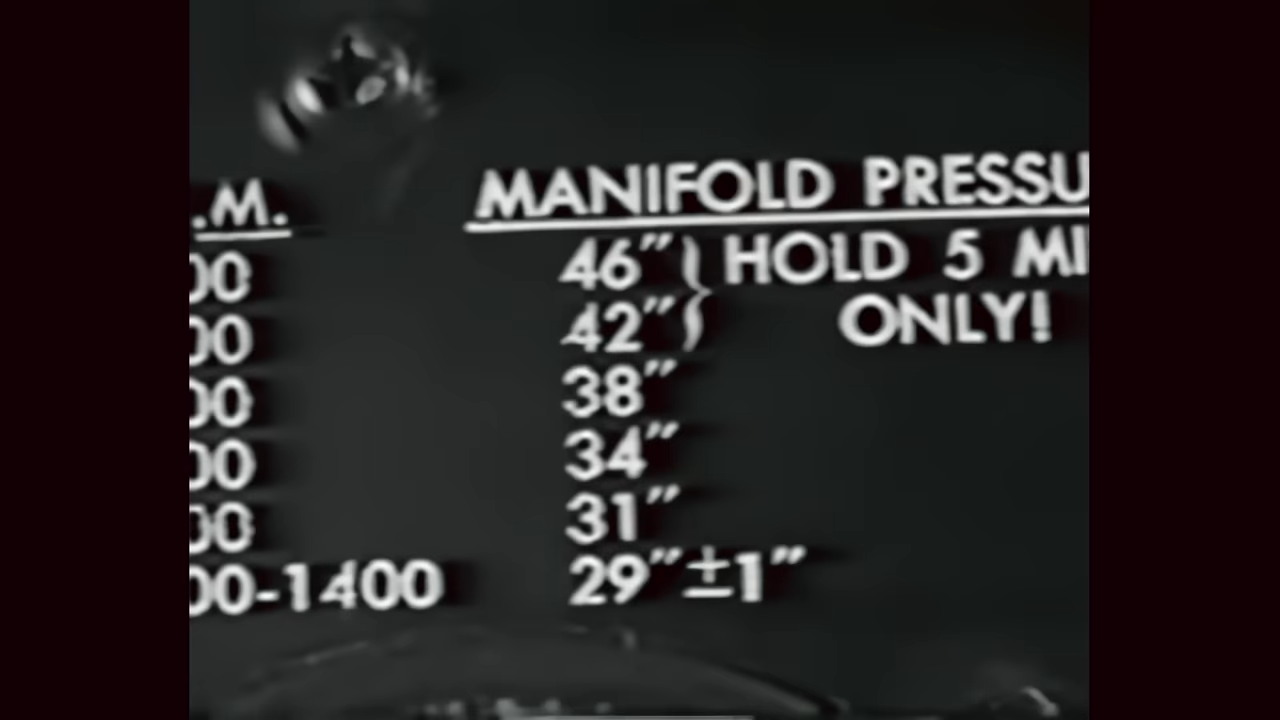 .M. MANIFOLD PRESSU
00 46″ } HOLD 5 MI
00 42″ ONLY!
00 38″
00 34″
00 31″
00-1400 29″±1″